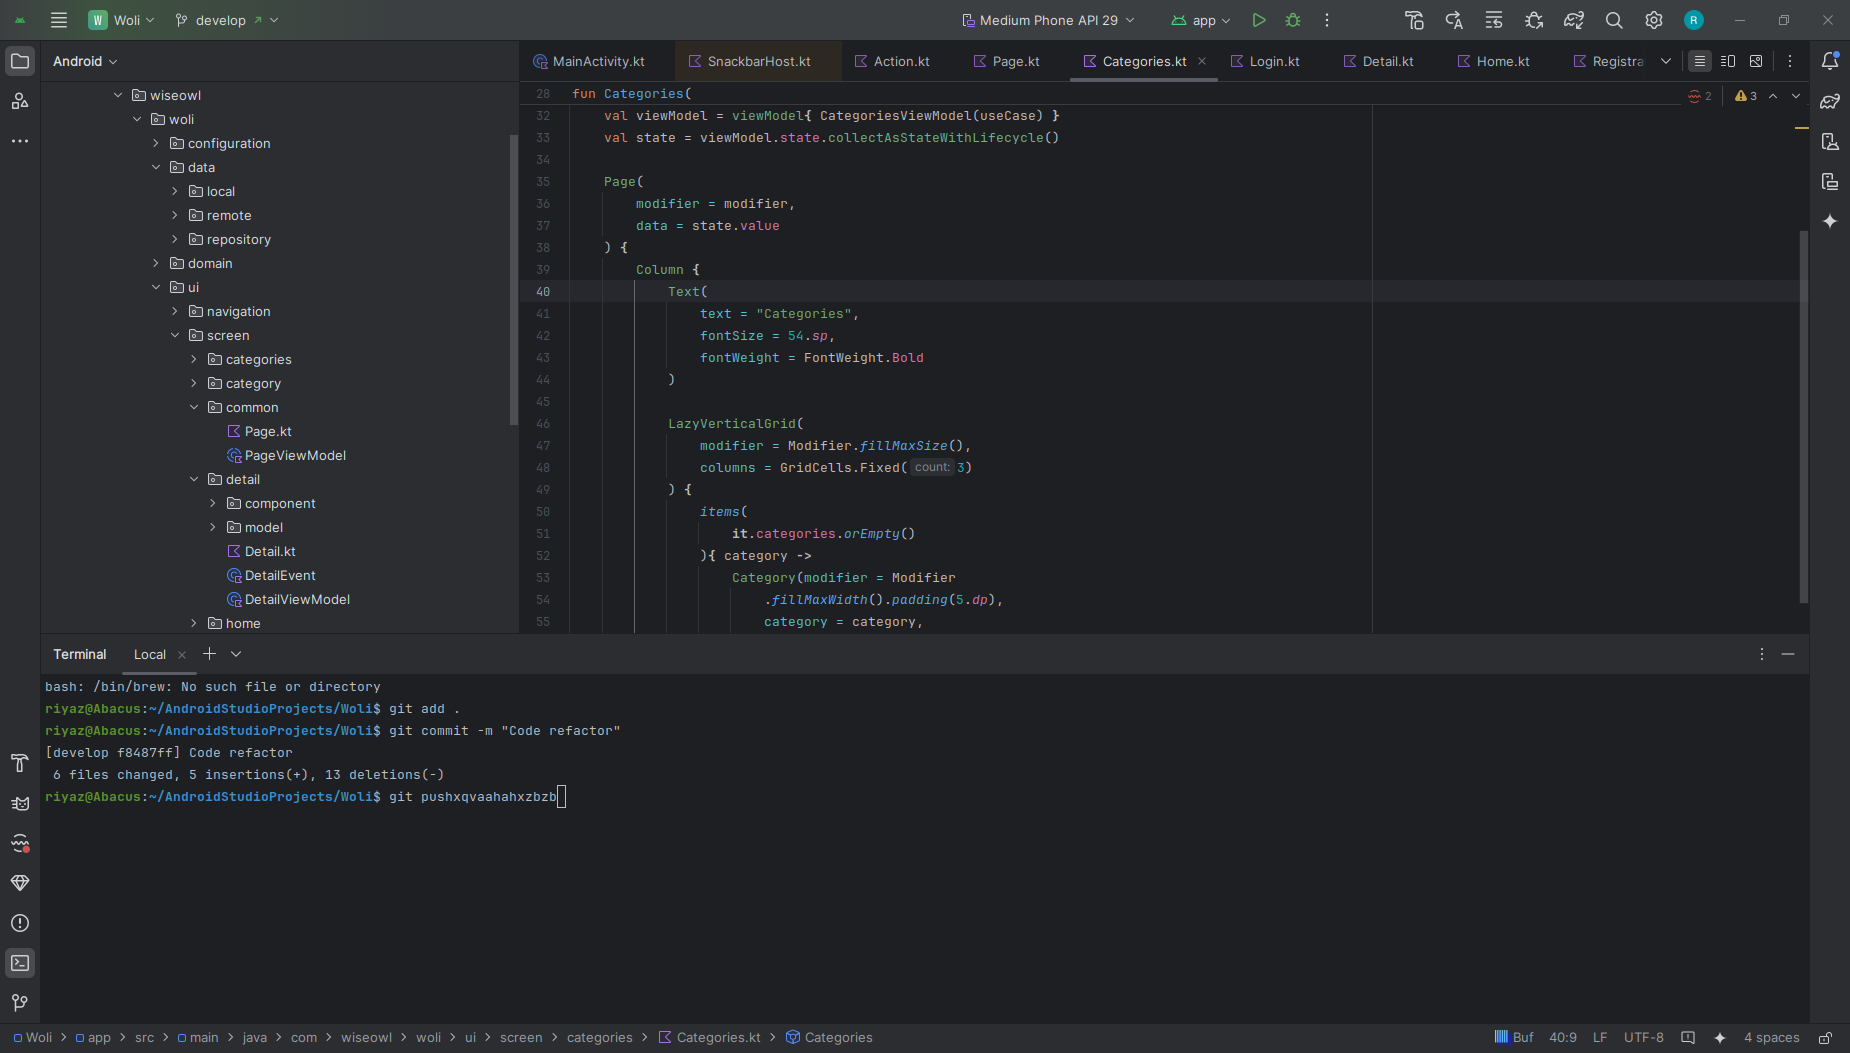 W Woli develop Medium Phone API 29 app R
Android
MainActivity.kt SnackbarHost.kt Action.kt Page.kt Categories.kt Login.kt Detail.kt Home.kt Registra
wiseowl
woli
configuration
data
local
remote
repository
domain
ui
navigation
screen
categories
category
common
Page.kt
PageViewModel
detail
component
model
Detail.kt
DetailEvent
DetailViewModel
home
2 3
28 fun Categories(
32 val viewModel = viewModel{ CategoriesViewModel(useCase) }
33 val state = viewModel.state.collectAsStateWithLifecycle()
34
35 Page(
36 modifier = modifier,
37 data = state.value
38 ) {
39 Column {
40 Text(
41 text = "Categories",
42 fontSize = 54.sp,
43 fontWeight = FontWeight.Bold
44 )
45
46 LazyVerticalGrid(
47 modifier = Modifier.fillMaxSize(),
48 columns = GridCells.Fixed( count: 3)
49 ) {
50 items(
51 it.categories.orEmpty()
52 ){ category ->
53 Category(modifier = Modifier
54 .fillMaxWidth().padding(5.dp),
55 category = category,
Terminal Local
bash: /bin/brew: No such file or directory
riyaz@Abacus:~/AndroidStudioProjects/Woli$ git add .
riyaz@Abacus:~/AndroidStudioProjects/Woli$ git commit -m "Code refactor"
[develop f8487ff] Code refactor
6 files changed, 5 insertions(+), 13 deletions(-)
riyaz@Abacus:~/AndroidStudioProjects/Woli$ git pushxqvaahahxzbzb
Woli > app > src > main > java > com > wiseowl > woli > ui > screen > categories > Categories.kt > Categories
Buf 40:9 LF UTF-8 4 spaces